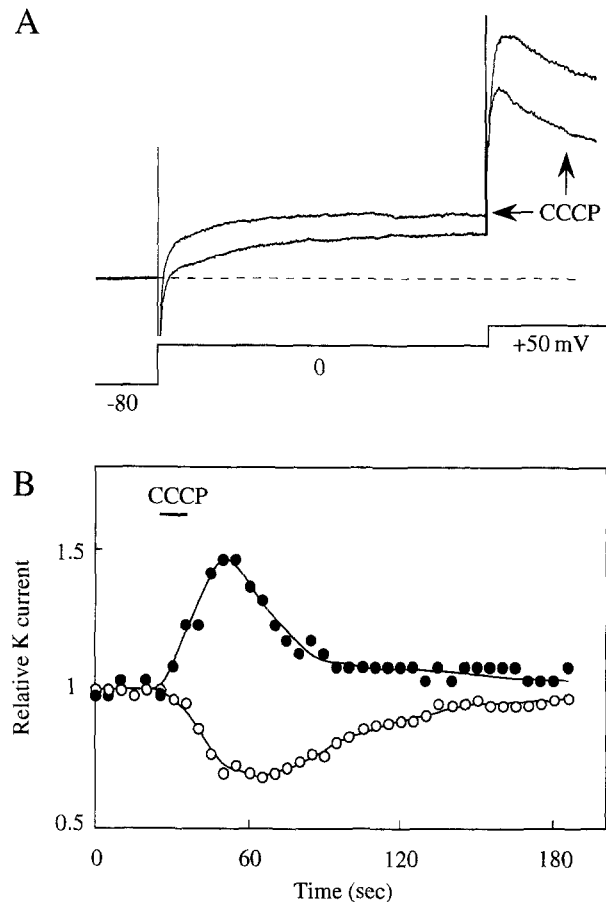 A
CCCP
+50 mV
0
-80
B
CCCP
1.5
1
0.5
Relative K current
0
60
120
180
Time (sec)